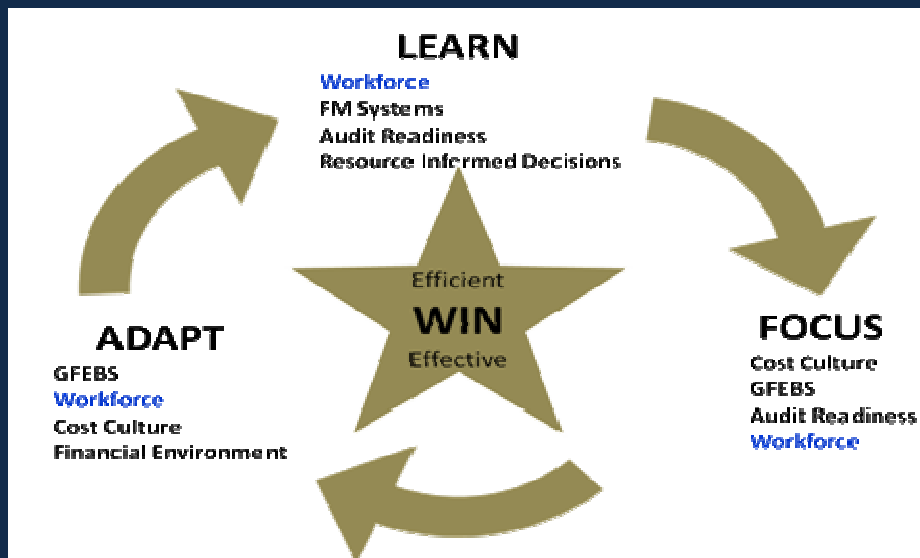 LEARN
Workforce
FM Systems
Audit Readiness
Resource Informed Decisions
Efficient
WIN
Effective
ADAPT
GFEBS
Workforce
Cost Culture
Financial Environment
FOCUS
Cost Culture
GFEBS
Audit Readiness
Workforce